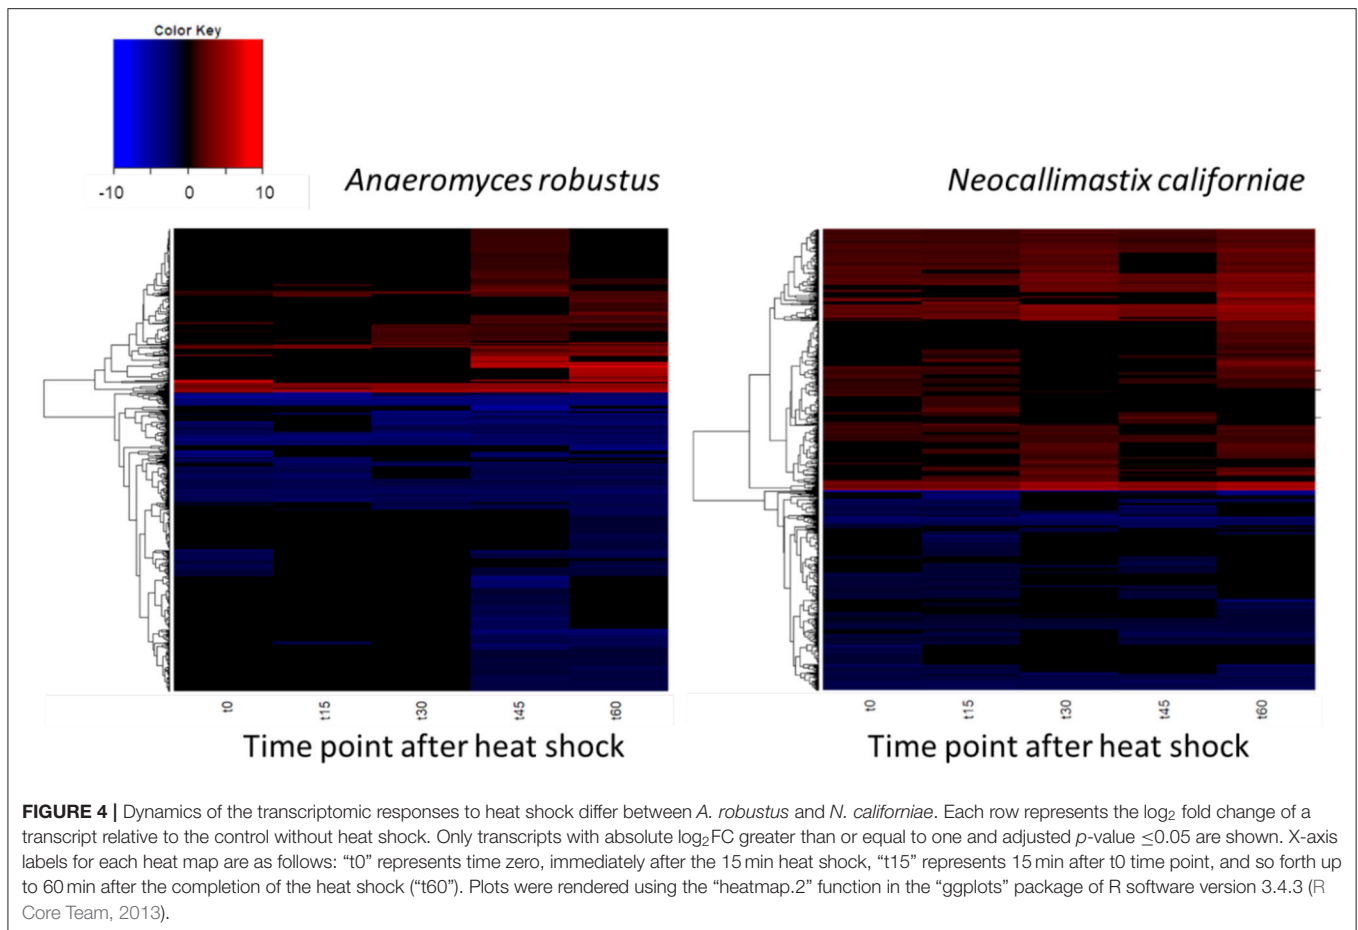 Color Key
-10 0 10
Anaeromyces robustus
Neocallimastix californiae
t0 t15 t30 t45 t60
t0 t15 t30 t45 t60
Time point after heat shock
Time point after heat shock
FIGURE 4 | Dynamics of the transcriptomic responses to heat shock differ between A. robustus and N. californiae. Each row represents the log₂ fold change of a
transcript relative to the control without heat shock. Only transcripts with absolute log₂FC greater than or equal to one and adjusted p-value ≤0.05 are shown. X-axis
labels for each heat map are as follows: “t0” represents time zero, immediately after the 15 min heat shock, “t15” represents 15 min after t0 time point, and so forth up
to 60 min after the completion of the heat shock (“t60”). Plots were rendered using the “heatmap.2” function in the “ggplots” package of R software version 3.4.3 (R
Core Team, 2013).